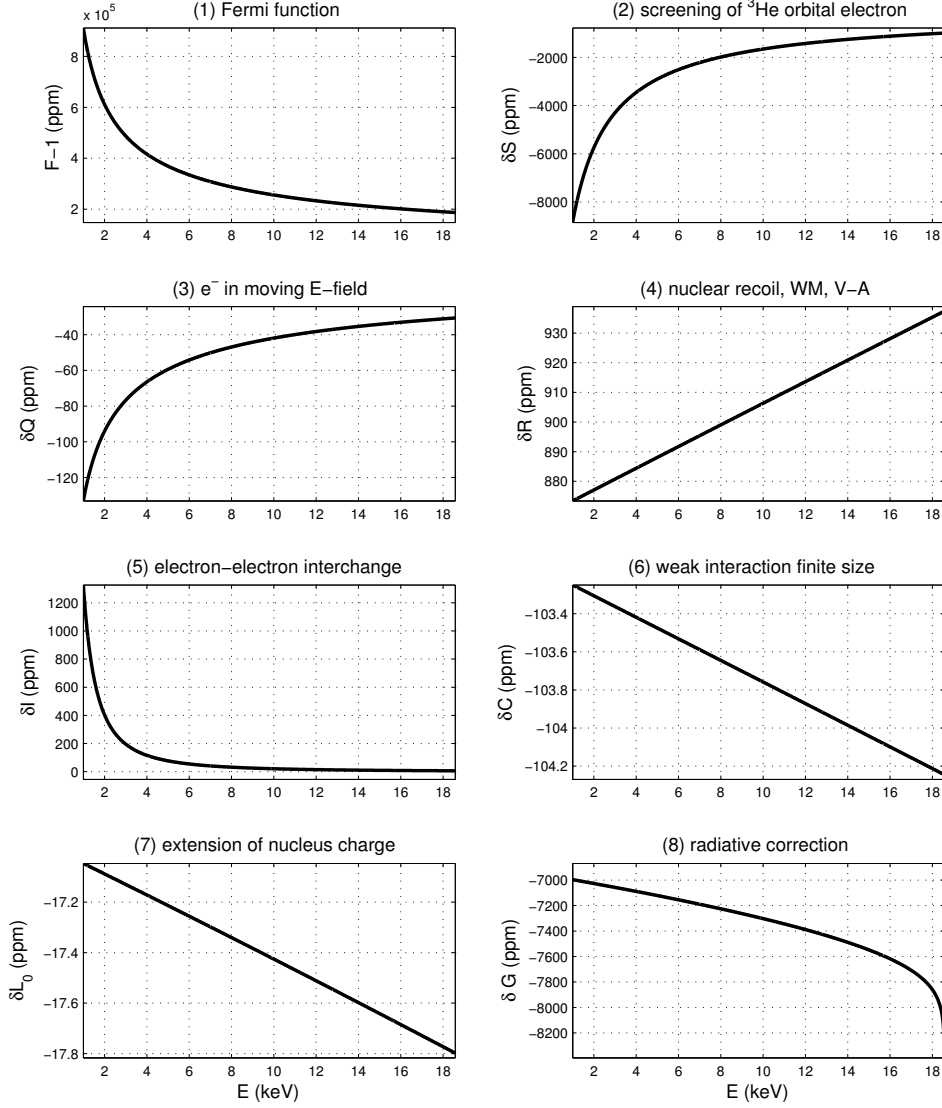 (1) Fermi function
x 10⁵
8
6
4
2
F−1 (ppm)
2 4 6 8 10 12 14 16 18
(2) screening of ³He orbital electron
−2000
−4000
−6000
−8000
δS (ppm)
2 4 6 8 10 12 14 16 18
(3) e⁻ in moving E−field
−40
−60
−80
−100
−120
δQ (ppm)
2 4 6 8 10 12 14 16 18
(4) nuclear recoil, WM, V−A
930
920
910
900
890
880
δR (ppm)
2 4 6 8 10 12 14 16 18
(5) electron−electron interchange
1200
1000
800
600
400
200
0
δI (ppm)
2 4 6 8 10 12 14 16 18
(6) weak interaction finite size
−103.4
−103.6
−103.8
−104
−104.2
δC (ppm)
2 4 6 8 10 12 14 16 18
(7) extension of nucleus charge
−17.2
−17.4
−17.6
−17.8
δL₀ (ppm)
2 4 6 8 10 12 14 16 18
E (keV)
(8) radiative correction
−7000
−7200
−7400
−7600
−7800
−8000
−8200
δ G (ppm)
2 4 6 8 10 12 14 16 18
E (keV)